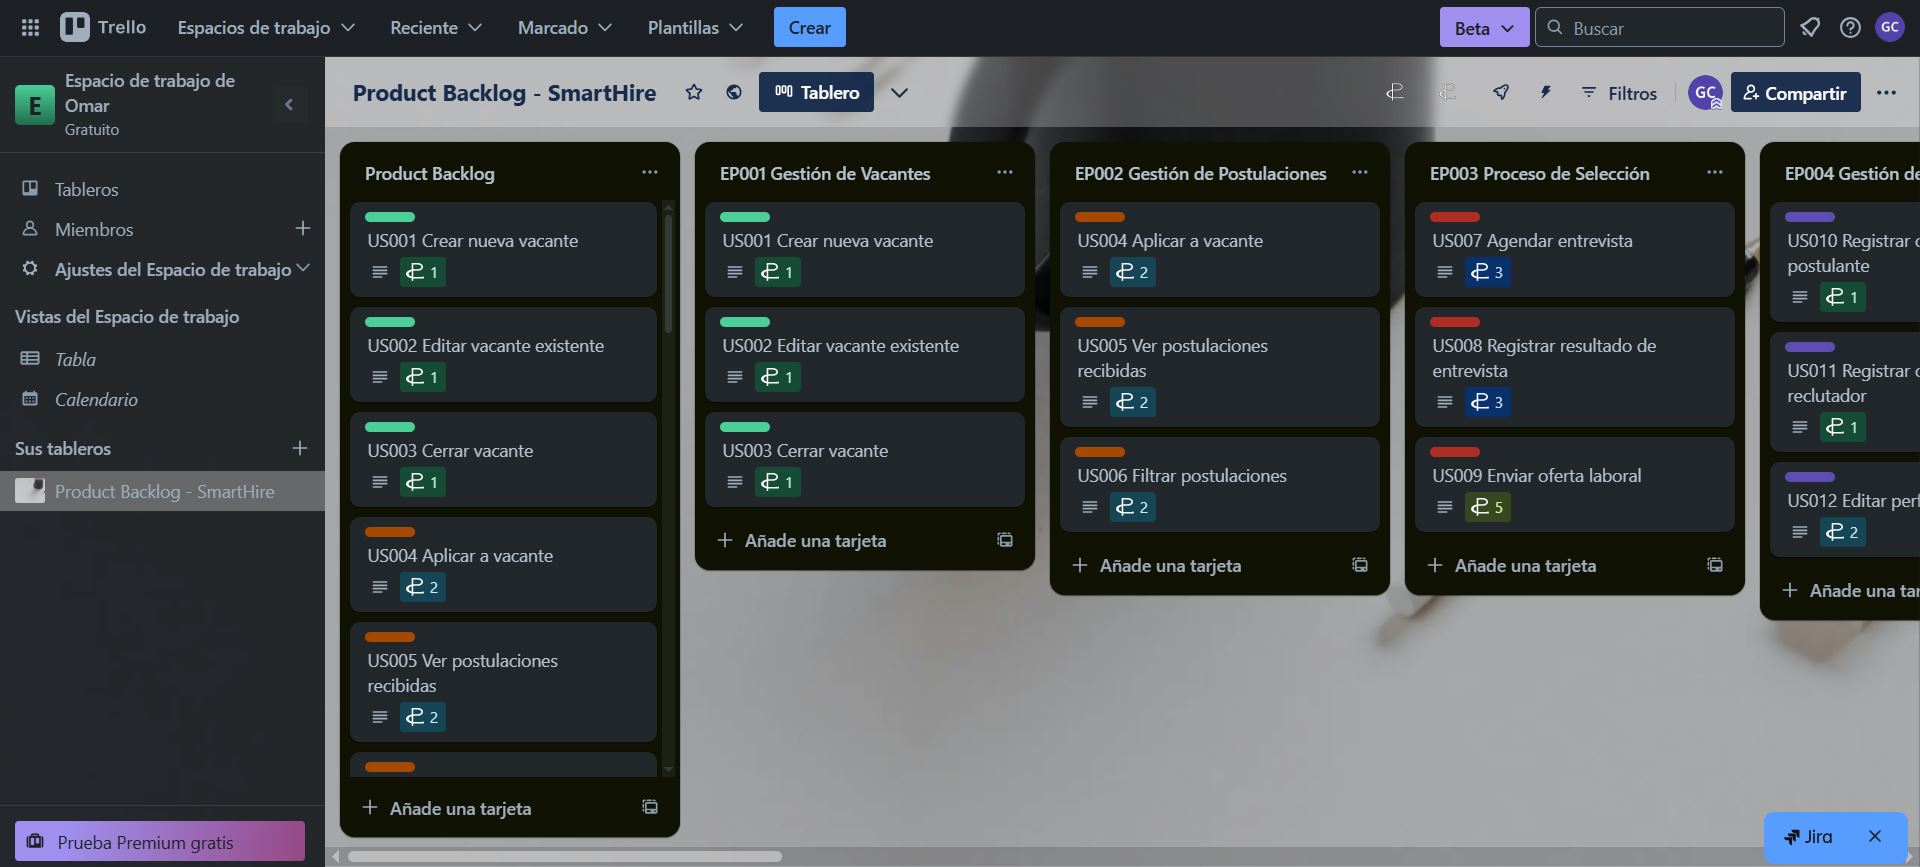 Trello
Espacios de trabajo
Reciente
Marcado
Plantillas
Crear
Beta
Buscar
GC
E
Espacio de trabajo de
Omar
Gratuito
Tableros
Miembros
Ajustes del Espacio de trabajo
Vistas del Espacio de trabajo
Tabla
Calendario
Sus tableros
Product Backlog - SmartHire
Prueba Premium gratis
Product Backlog - SmartHire
Tablero
Filtros
GC
Compartir
Product Backlog
US001 Crear nueva vacante
1
US002 Editar vacante existente
1
US003 Cerrar vacante
1
US004 Aplicar a vacante
2
US005 Ver postulaciones
recibidas
2
Añade una tarjeta
EP001 Gestión de Vacantes
US001 Crear nueva vacante
1
US002 Editar vacante existente
1
US003 Cerrar vacante
1
Añade una tarjeta
EP002 Gestión de Postulaciones
US004 Aplicar a vacante
2
US005 Ver postulaciones
recibidas
2
US006 Filtrar postulaciones
2
Añade una tarjeta
EP003 Proceso de Selección
US007 Agendar entrevista
3
US008 Registrar resultado de
entrevista
3
US009 Enviar oferta laboral
5
Añade una tarjeta
EP004 Gestión de
US010 Registrar
postulante
1
US011 Registrar
reclutador
1
US012 Editar
2
Añade una
Jira